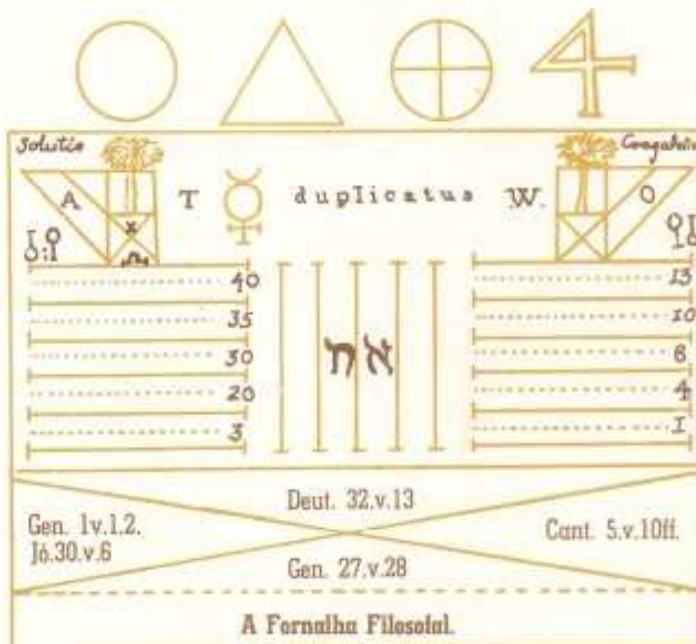 Solutio Coagulatio
A T duplicatus W. O
x
40 13
35 10
30 אח 6
20 4
3 1
Deut. 32.v.13
Gen. 1v.1.2. Cant. 5.v.10ff.
Jó.30.v.6
Gen. 27.v.28
A Fornalha Filosofal.